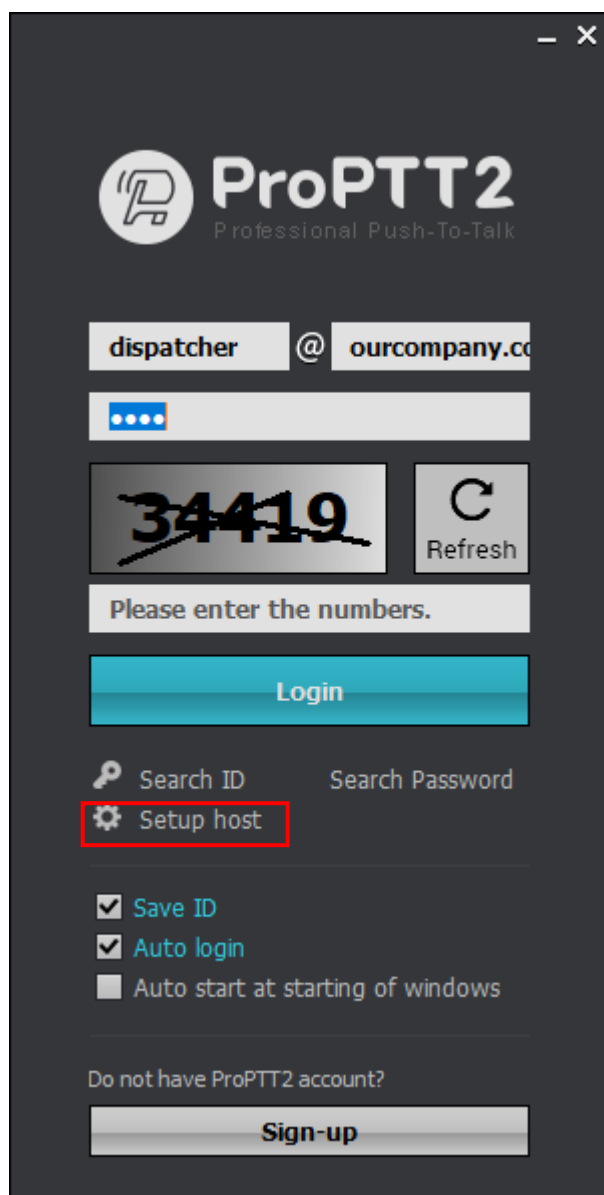 ProPTT2
Professional Push-To-Talk
dispatcher @ ourcompany.co
••••
34419
Refresh
Please enter the numbers.
Login
Search ID Search Password
Setup host
Save ID
Auto login
Auto start at starting of windows
Do not have ProPTT2 account?
Sign-up